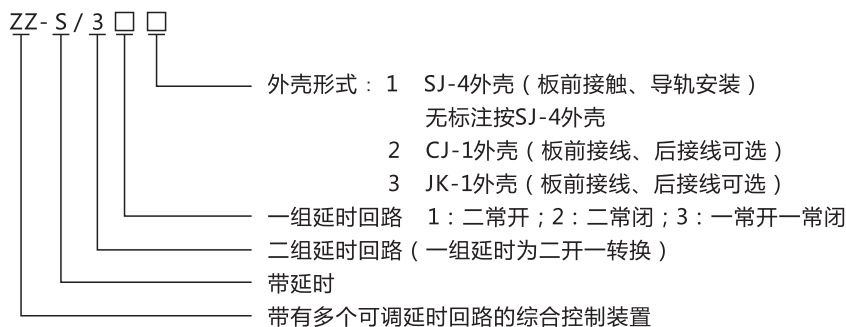 ZZ-S/3□□
外壳形式：1 SJ-4外壳（板前接触、导轨安装）
无标注按SJ-4外壳
2 CJ-1外壳（板前接线、后接线可选）
3 JK-1外壳（板前接线、后接线可选）
一组延时回路 1：二常开；2：二常闭；3：一常开一常闭
二组延时回路（一组延时为二开一转换）
带延时
带有多个可调延时回路的综合控制装置